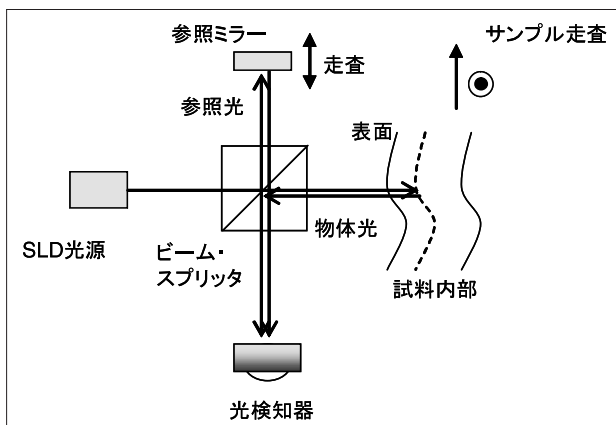 参照ミラー
サンプル走査
走査
参照光
表面
物体光
SLD光源
ビーム・
スプリッタ
試料内部
光検知器